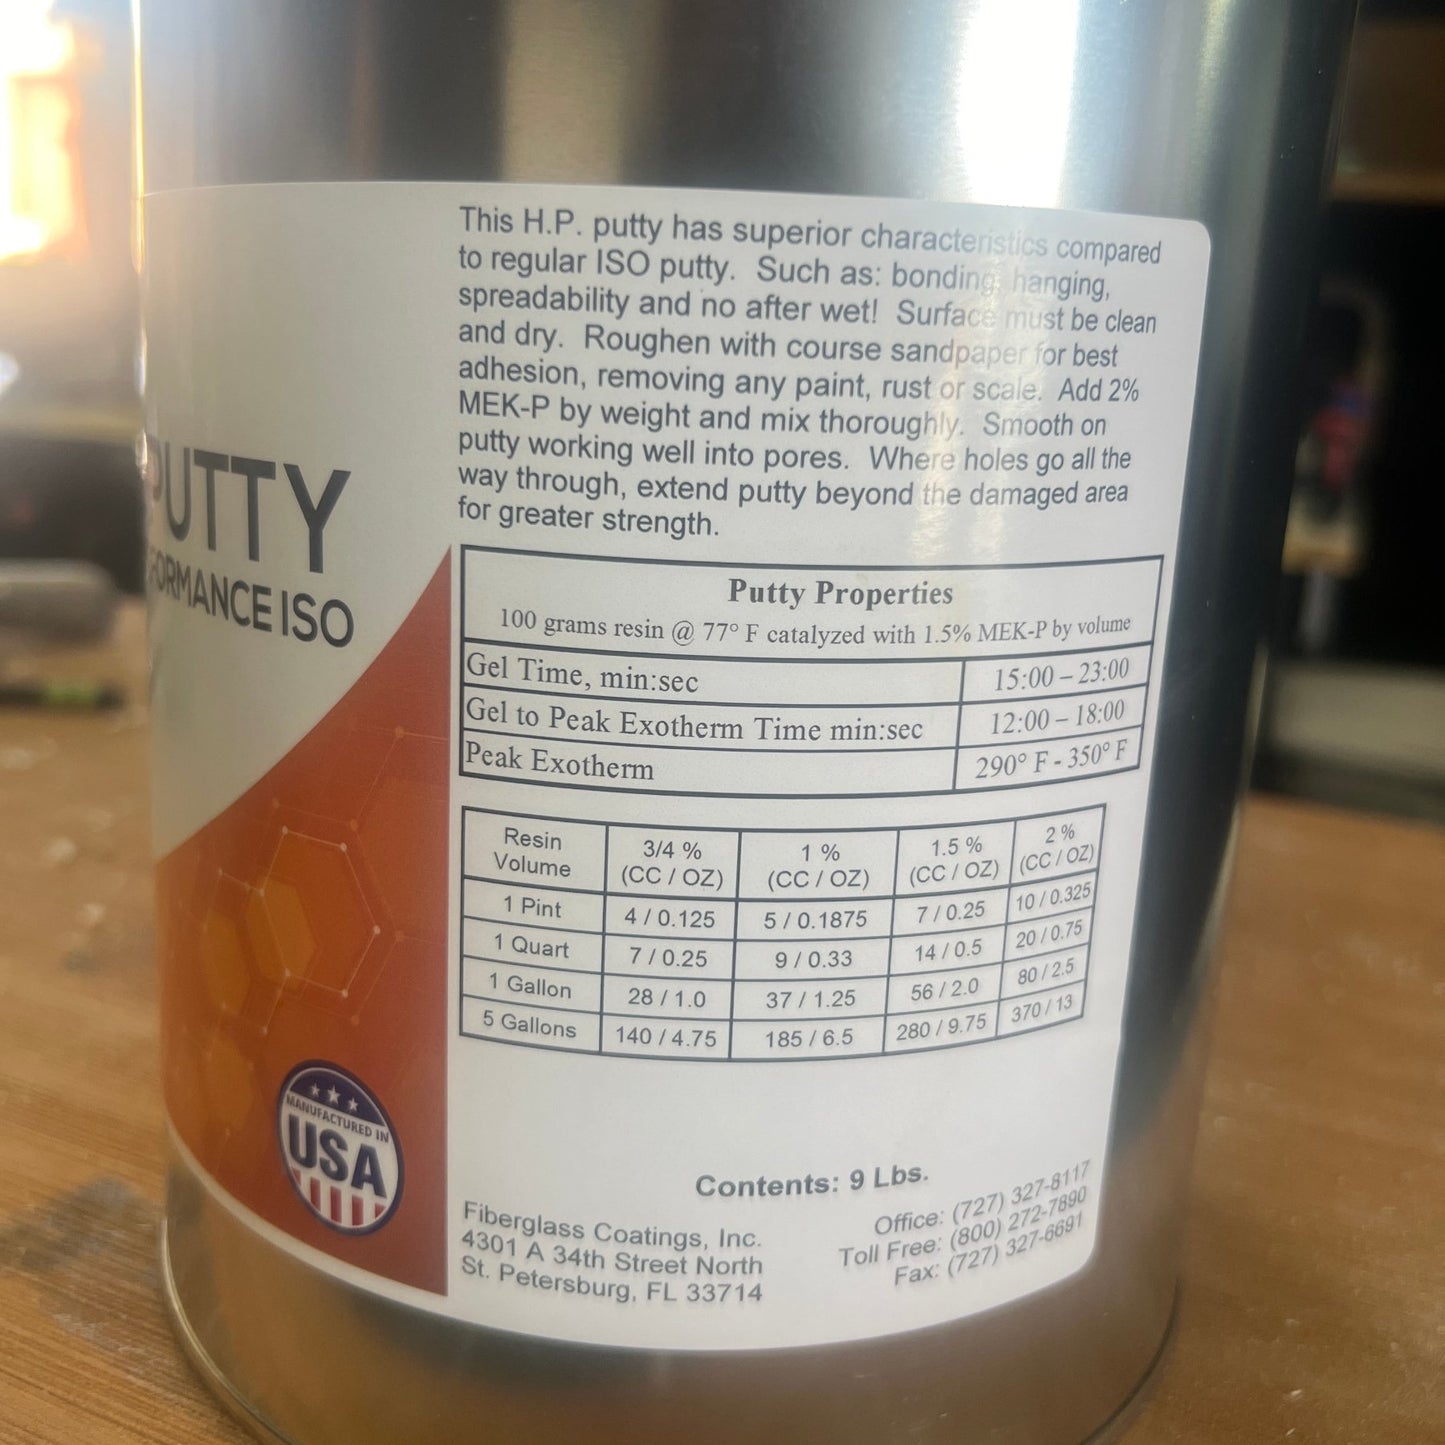 PUTTY
FORMANCE ISO
MANUFACTURED IN
USA
This H.P. putty has superior characteristics compared
to regular ISO putty. Such as: bonding, hanging,
spreadability and no after wet! Surface must be clean
and dry. Roughen with course sandpaper for best
adhesion, removing any paint, rust or scale. Add 2%
MEK-P by weight and mix thoroughly. Smooth on
putty working well into pores. Where holes go all the
way through, extend putty beyond the damaged area
for greater strength.
Putty Properties
100 grams resin @ 77° F catalyzed with 1.5% MEK-P by volume
Gel Time, min:sec 15:00 – 23:00
Gel to Peak Exotherm Time min:sec 12:00 – 18:00
Peak Exotherm 290° F - 350° F
Resin Volume 3/4 % (CC / OZ) 1 % (CC / OZ) 1.5 % (CC / OZ) 2 % (CC / OZ)
1 Pint 4 / 0.125 5 / 0.1875 7 / 0.25 10 / 0.325
1 Quart 7 / 0.25 9 / 0.33 14 / 0.5 20 / 0.75
1 Gallon 28 / 1.0 37 / 1.25 56 / 2.0 80 / 2.5
5 Gallons 140 / 4.75 185 / 6.5 280 / 9.75 370 / 13
Contents: 9 Lbs.
Fiberglass Coatings, Inc.
4301 A 34th Street North
St. Petersburg, FL 33714
Office: (727) 327-8117
Toll Free: (800) 272-7890
Fax: (727) 327-6691